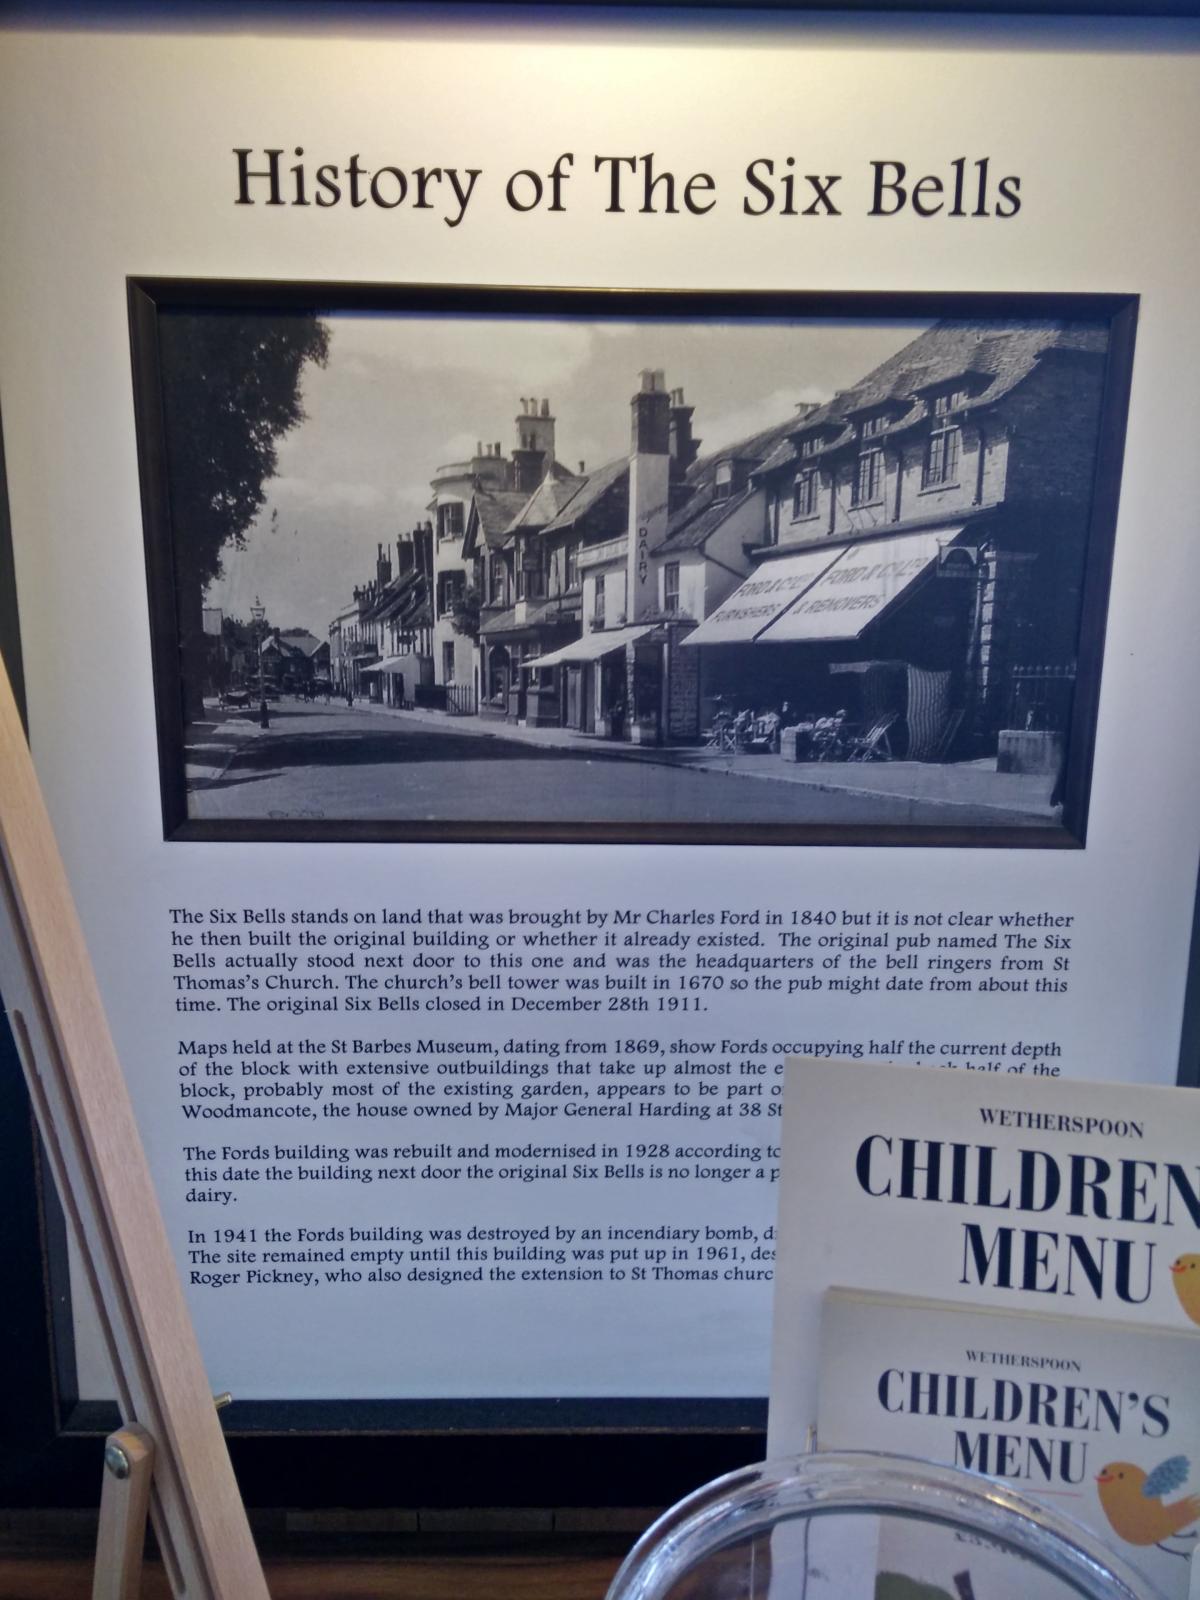 History of The Six Bells
DAIRY
FORD & CO LTD
FORD & CO LTD
FURNISHERS
& REMOVERS
The Six Bells stands on land that was brought by Mr Charles Ford in 1840 but it is not clear whether
he then built the original building or whether it already existed. The original pub named The Six
Bells actually stood next door to this one and was the headquarters of the bell ringers from St
Thomas's Church. The church's bell tower was built in 1670 so the pub might date from about this
time. The original Six Bells closed in December 28th 1911.
Maps held at the St Barbes Museum, dating from 1869, show Fords occupying half the current depth
of the block with extensive outbuildings that take up almost the half of the
block, probably most of the existing garden, appears to be part
Woodmancote, the house owned by Major General Harding at 38 St
The Fords building was rebuilt and modernised in 1928 according
this date the building next door the original Six Bells is no longer a
dairy.
In 1941 the Fords building was destroyed by an incendiary bomb,
The site remained empty until this building was put up in 1961,
Roger Pickney, who also designed the extension to St Thomas
WETHERSPOON
CHILDREN
MENU
WETHERSPOON
CHILDREN'S
MENU